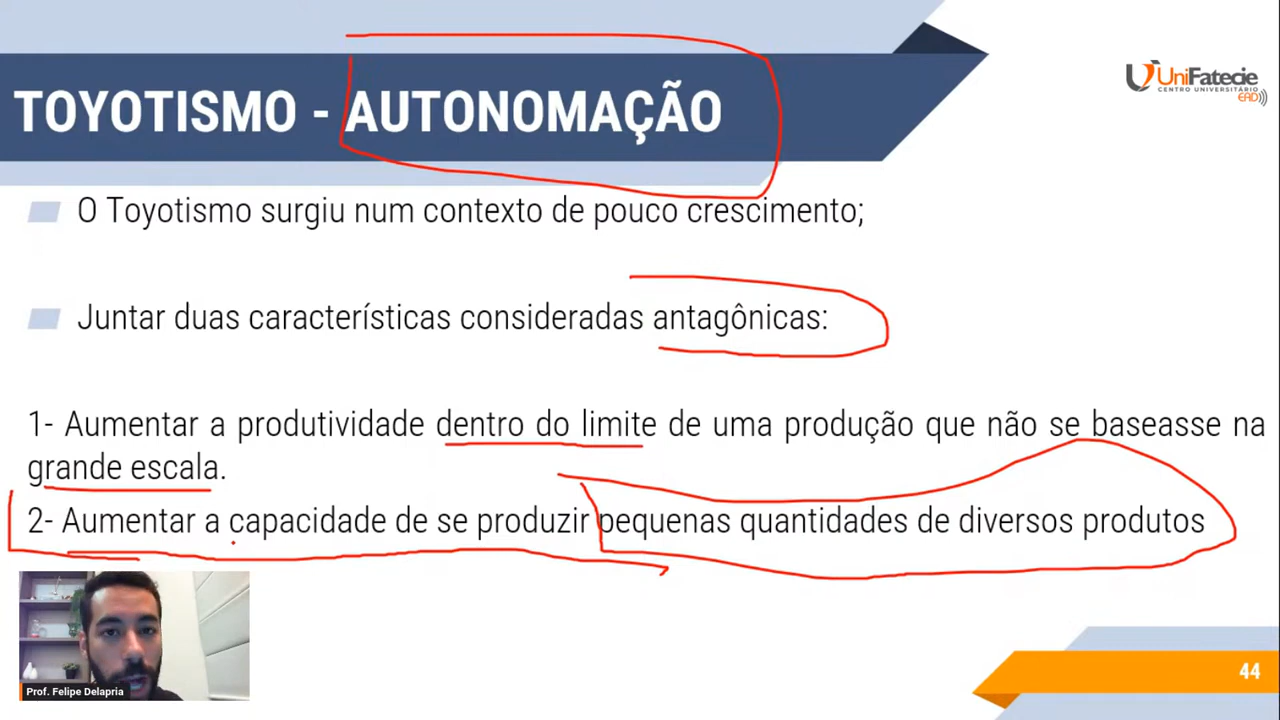 TOYOTISMO - AUTONOMAÇÃO
UniFatecie
CENTRO UNIVERSITÁRIO
EAD
O Toyotismo surgiu num contexto de pouco crescimento;
Juntar duas características consideradas antagônicas:
1- Aumentar a produtividade dentro do limite de uma produção que não se baseasse na
grande escala.
2- Aumentar a capacidade de se produzir pequenas quantidades de diversos produtos
Prof. Felipe Delapria
44